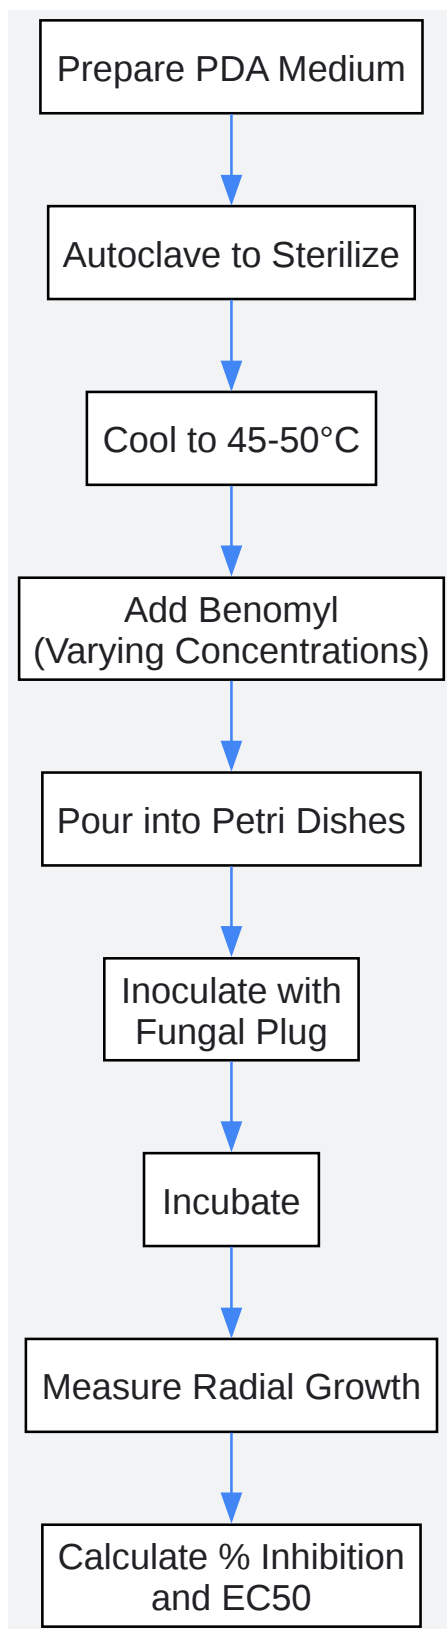 Prepare PDA Medium
Autoclave to Sterilize
Cool to 45-50°C
Add Benomyl
(Varying Concentrations)
Pour into Petri Dishes
Inoculate with
Fungal Plug
Incubate
Measure Radial Growth
Calculate % Inhibition
and EC50